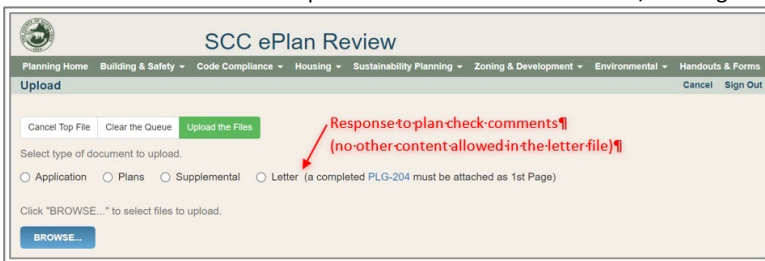 SCC ePlan Review
Planning Home Building & Safety Code Compliance Housing Sustainability Planning Zoning & Development Environmental Handouts & Forms
Upload Cancel Sign Out
Cancel Top File Clear the Queue Upload the Files
Response·to·plan·check·comments¶
(no·other·content·allowed·in·the·letter·file)¶
Select type of document to upload.
Application Plans Supplemental Letter (a completed PLG-204 must be attached as 1st Page)
Click "BROWSE..." to select files to upload.
BROWSE...